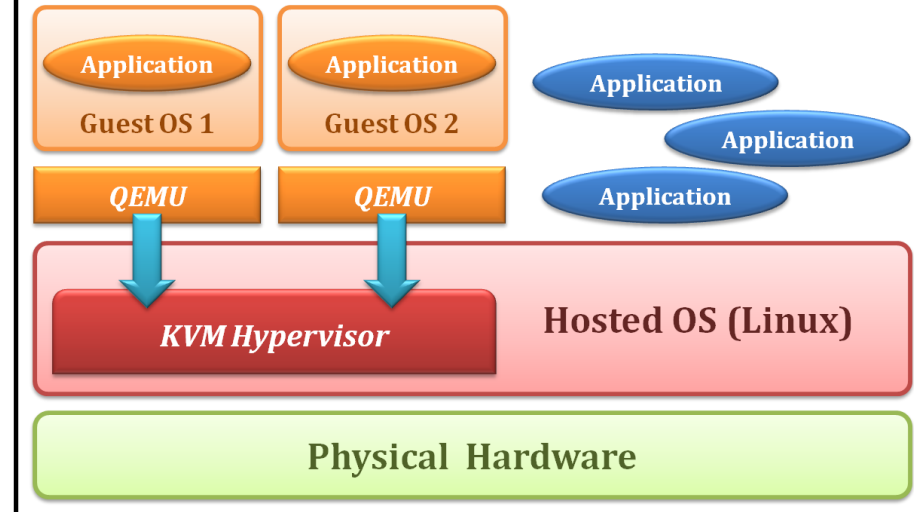 Application
Application
Guest OS 1
Guest OS 2
Application
Application
Application
QEMU
QEMU
KVM Hypervisor
Hosted OS (Linux)
Physical Hardware